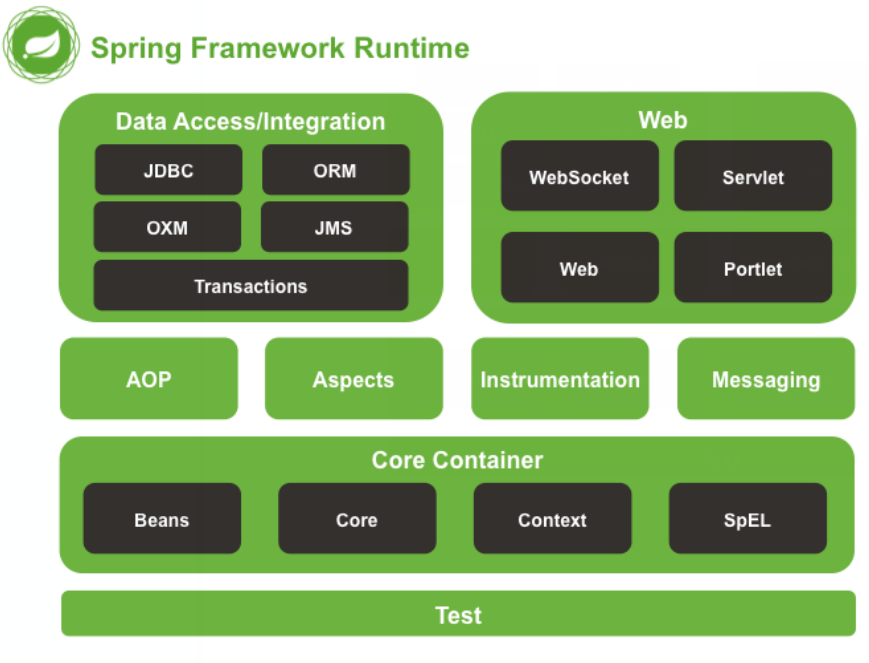 Spring Framework Runtime
Data Access/Integration
JDBC
ORM
OXM
JMS
Transactions
Web
WebSocket
Servlet
Web
Portlet
AOP
Aspects
Instrumentation
Messaging
Core Container
Beans
Core
Context
SpEL
Test